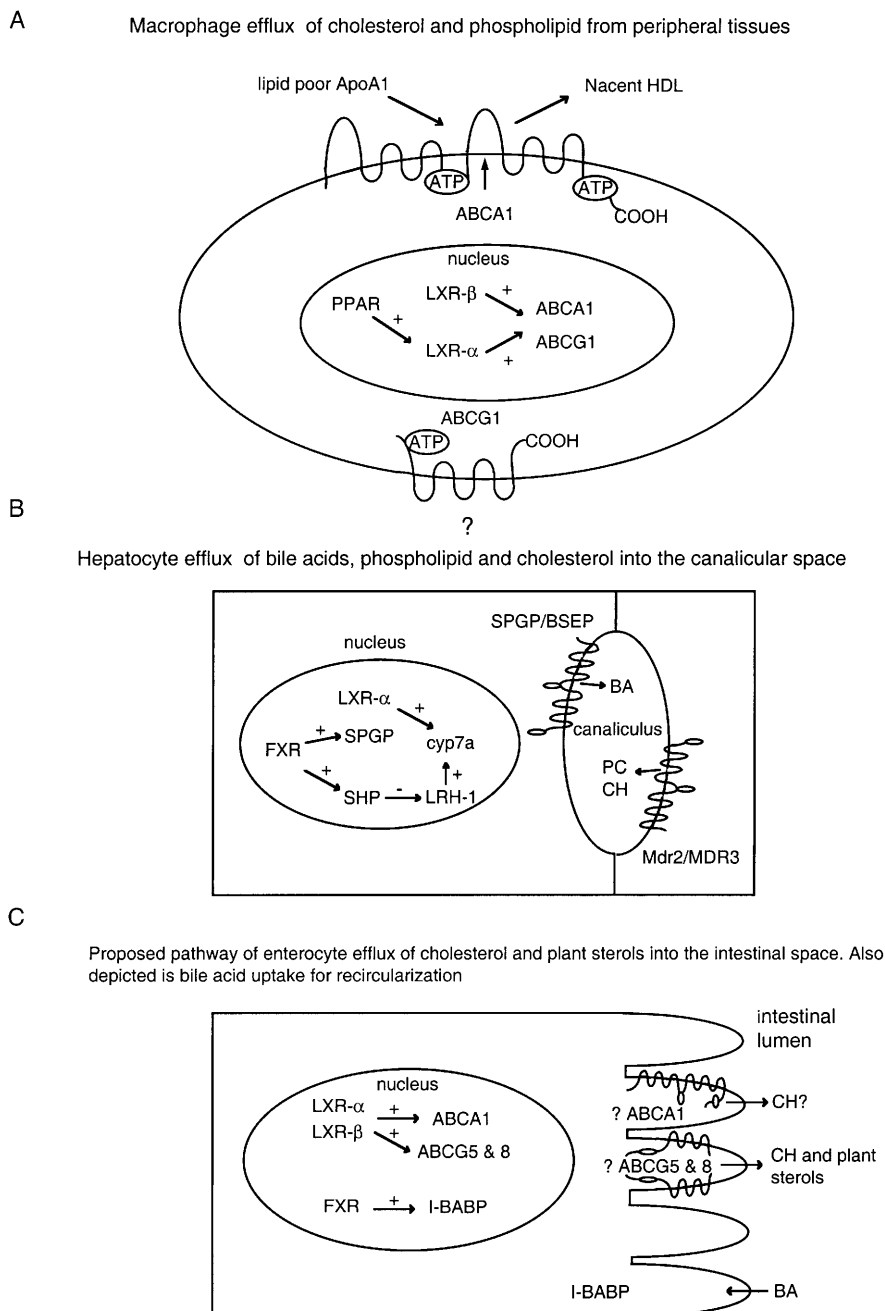 A
Macrophage efflux of cholesterol and phospholipid from peripheral tissues
lipid poor ApoA1
Nacent HDL
ATP
ATP
ABCA1
COOH
nucleus
LXR-β
+
ABCA1
PPAR
+
ABCG1
LXR-α
+
ABCG1
ATP
COOH
?
B
Hepatocyte efflux of bile acids, phospholipid and cholesterol into the canalicular space
SPGP/BSEP
nucleus
LXR-α
+
BA
+
SPGP
cyp7a
canaliculus
FXR
+
+
PC
CH
SHP
-
LRH-1
Mdr2/MDR3
C
Proposed pathway of enterocyte efflux of cholesterol and plant sterols into the intestinal space. Also
depicted is bile acid uptake for recircularization
intestinal
lumen
nucleus
LXR-α
+
ABCA1
LXR-β
+
ABCG5 & 8
FXR
+
I-BABP
? ABCA1
CH?
? ABCG5 & 8
CH and plant
sterols
I-BABP
BA